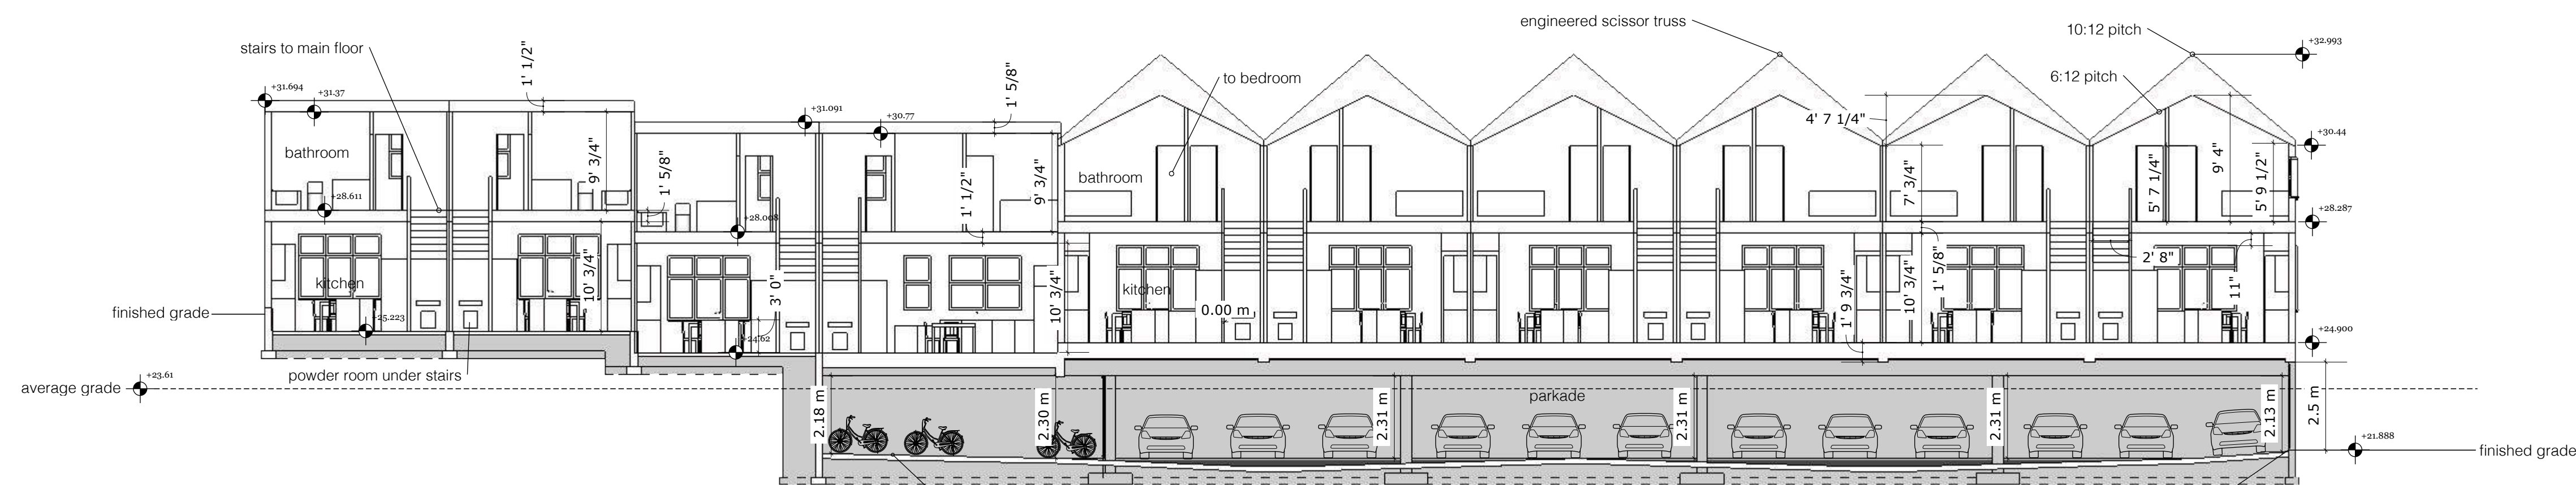 engineered scissor truss
10:12 pitch
+32.993
stairs to main floor
1' 1/2"
1' 5/8"
to bedroom
6:12 pitch
+31.694
+31.37
+31.091
+30.77
4' 7 1/4"
+30.44
bathroom
9' 3/4"
1' 5/8"
1' 1/2"
9' 3/4"
bathroom
7' 3/4"
5' 7 1/4"
9' 4"
5' 9 1/2"
+28.611
+28.008
+28.287
kitchen
10' 3/4"
3' 0"
10' 3/4"
kitchen
0.00 m
1' 9 3/4"
10' 3/4"
1' 5/8"
2' 8"
11"
finished grade
+25.223
+24.62
+24.900
powder room under stairs
average grade
+23.61
parkade
2.18 m
2.30 m
2.31 m
2.31 m
2.31 m
2.13 m
2.5 m
+21.888
finished grade